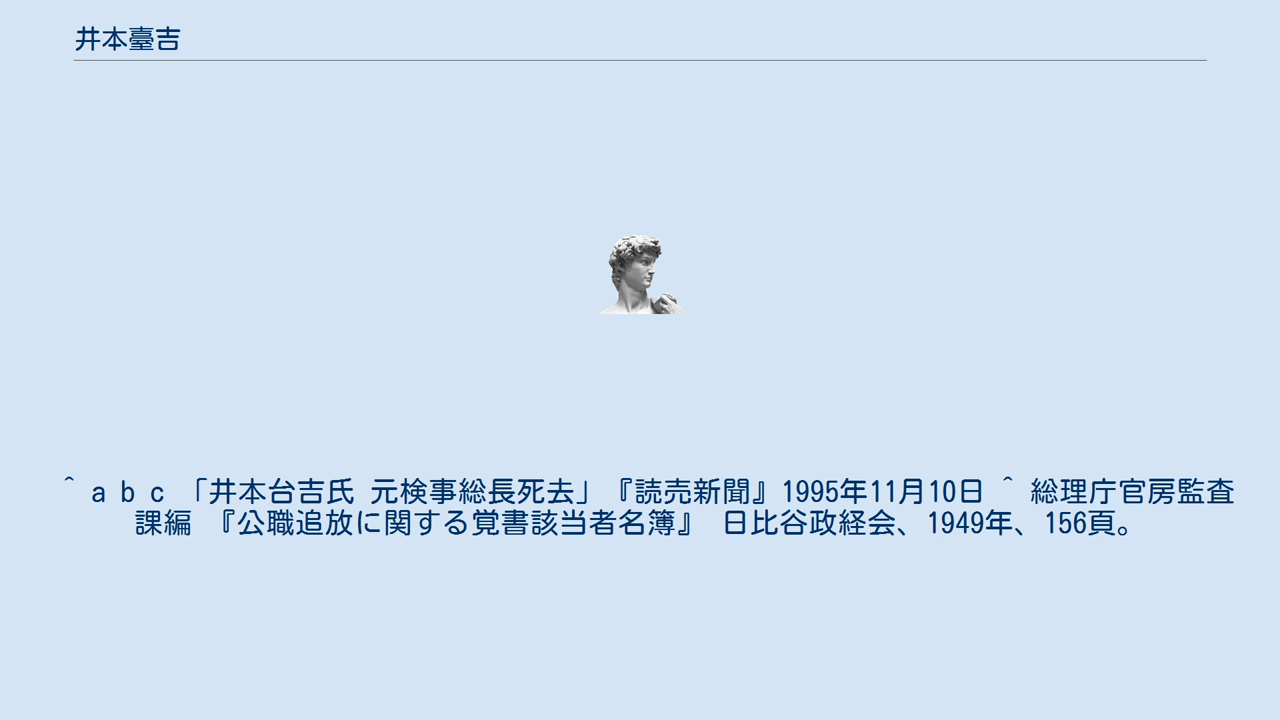 井本臺吉
^ a b c 「井本台吉氏 元検事総長死去」『読売新聞』1995年11月10日 ^ 総理庁官房監査
課編 『公職追放に関する覚書該当者名簿』 日比谷政経会、1949年、156頁。